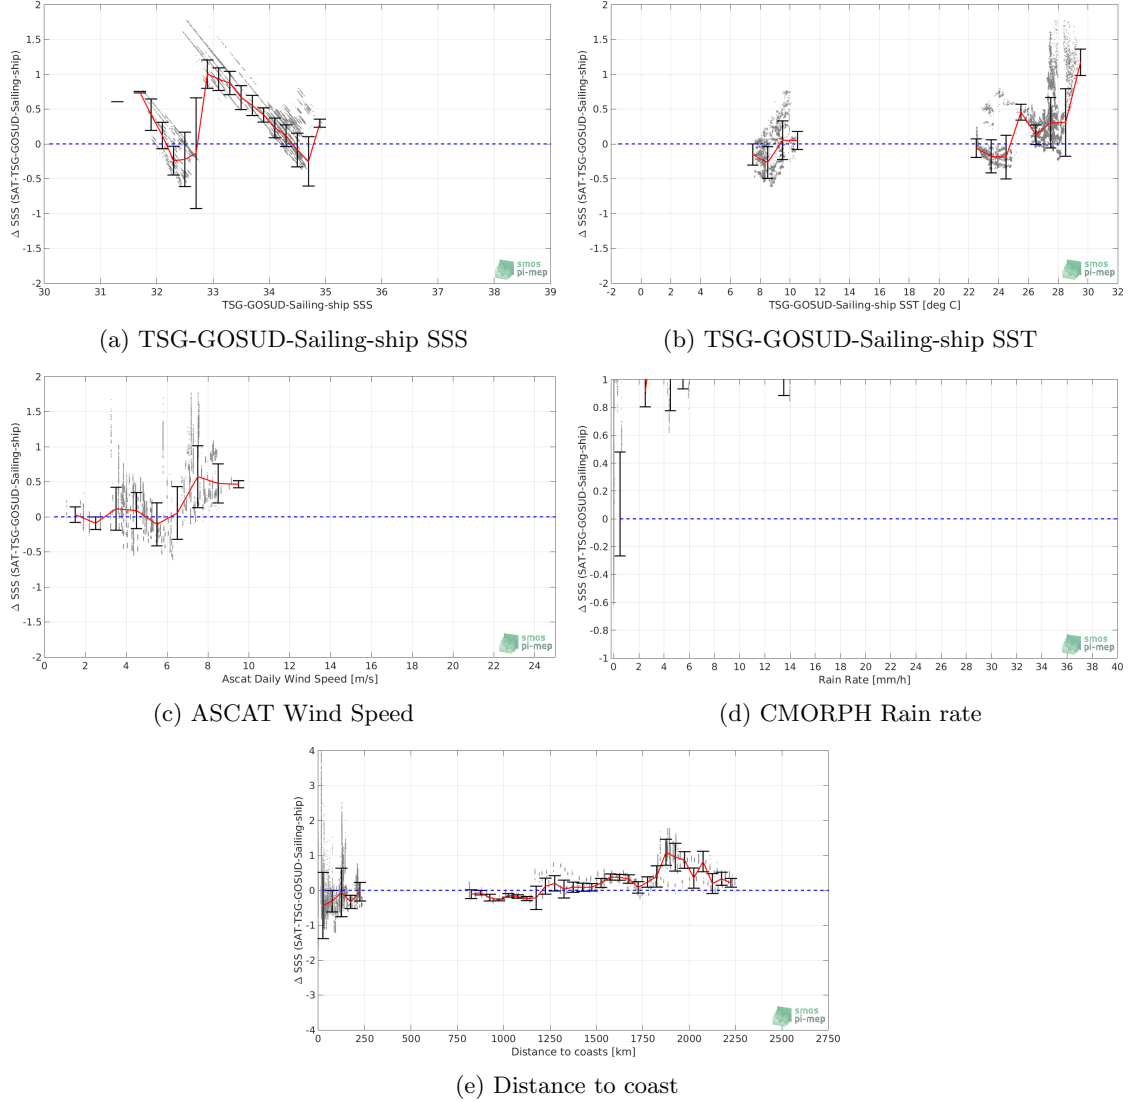 2
1.5
1
0.5
0
-0.5
-1
-1.5
-2
Δ SSS (SAT-TSG-GOSUD-Sailing-ship)
30 31 32 33 34 35 36 37 38 39
TSG-GOSUD-Sailing-ship SSS
smos
pi-mep
(a) TSG-GOSUD-Sailing-ship SSS
2
1.5
1
0.5
0
-0.5
-1
-1.5
-2
Δ SSS (SAT-TSG-GOSUD-Sailing-ship)
-2 0 2 4 6 8 10 12 14 16 18 20 22 24 26 28 30 32
TSG-GOSUD-Sailing-ship SST [deg C]
smos
pi-mep
(b) TSG-GOSUD-Sailing-ship SST
2
1.5
1
0.5
0
-0.5
-1
-1.5
-2
Δ SSS (SAT-TSG-GOSUD-Sailing-ship)
0 2 4 6 8 10 12 14 16 18 20 22 24
Ascat Daily Wind Speed [m/s]
smos
pi-mep
(c) ASCAT Wind Speed
1
0.8
0.6
0.4
0.2
0
-0.2
-0.4
-0.6
-0.8
-1
Δ SSS (SAT-TSG-GOSUD-Sailing-ship)
0 2 4 6 8 10 12 14 16 18 20 22 24 26 28 30 32 34 36 38 40
Rain Rate [mm/h]
smos
pi-mep
(d) CMORPH Rain rate
4
3
2
1
0
-1
-2
-3
-4
Δ SSS (SAT-TSG-GOSUD-Sailing-ship)
0 250 500 750 1000 1250 1500 1750 2000 2250 2500 2750
Distance to coasts [km]
smos
pi-mep
(e) Distance to coast